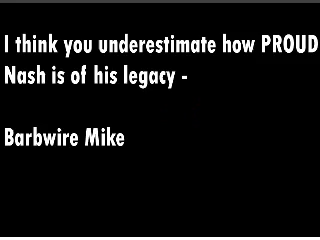 I think you underestimate how PROUD
Nash is of his legacy -
Barbwire Mike